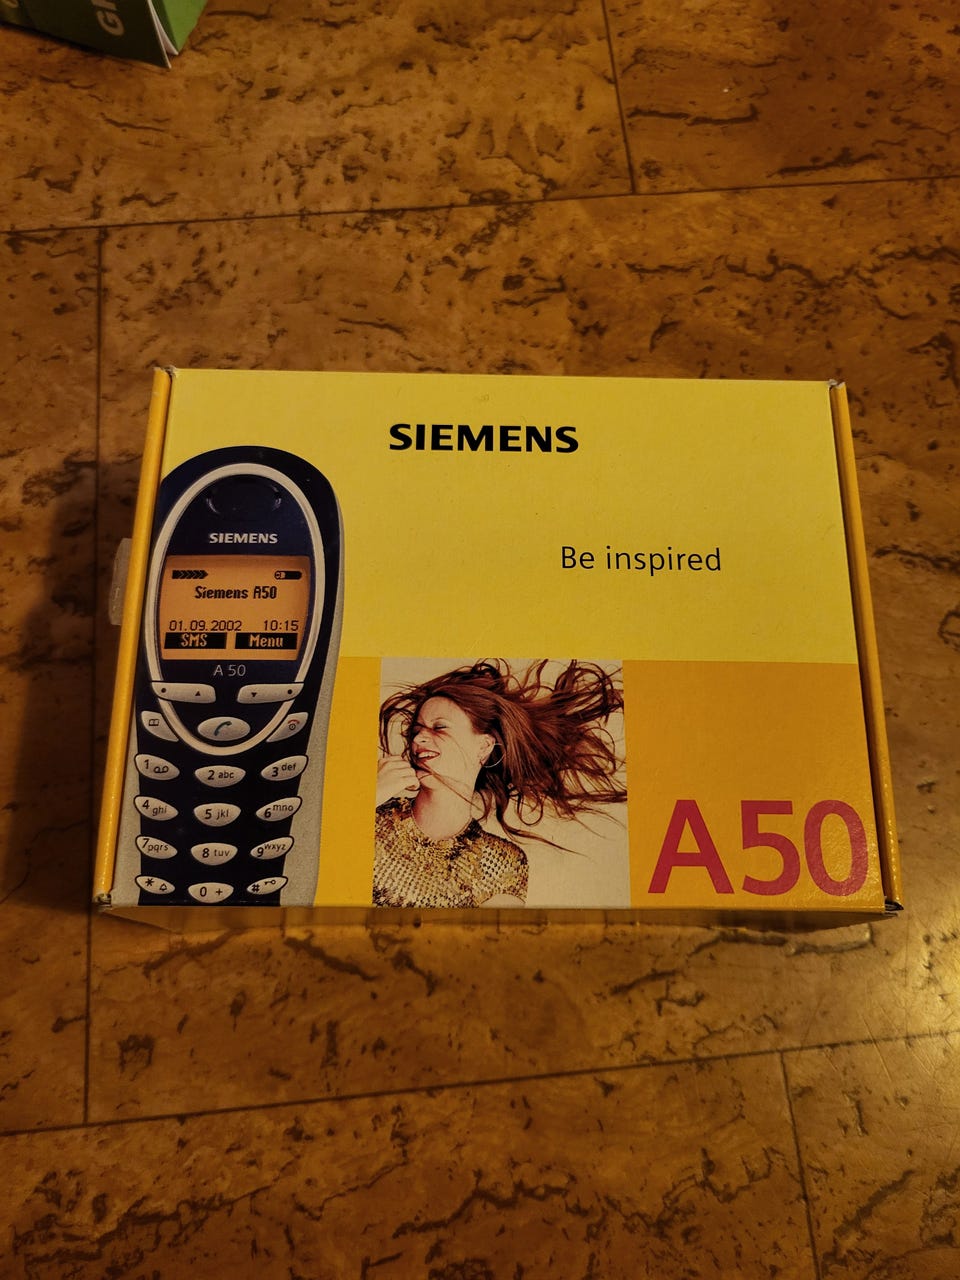 SIEMENS
Be inspired
SIEMENS
Siemens A50
01.09.2002 10:15
SMS Menu
A 50
1
2 abc 3 def
4 ghi 5 jkl 6 mno
7 pqrs 8 tuv 9 wxyz
* 0 + #
A50